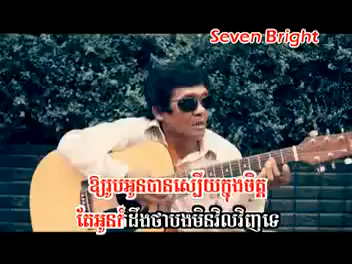 Seven Bright
ឱ្យរូបអូនបានស្បើយក្នុងចិត្ត
តែអូនក៏ដឹងថាបងមិនវិលវិញទេ